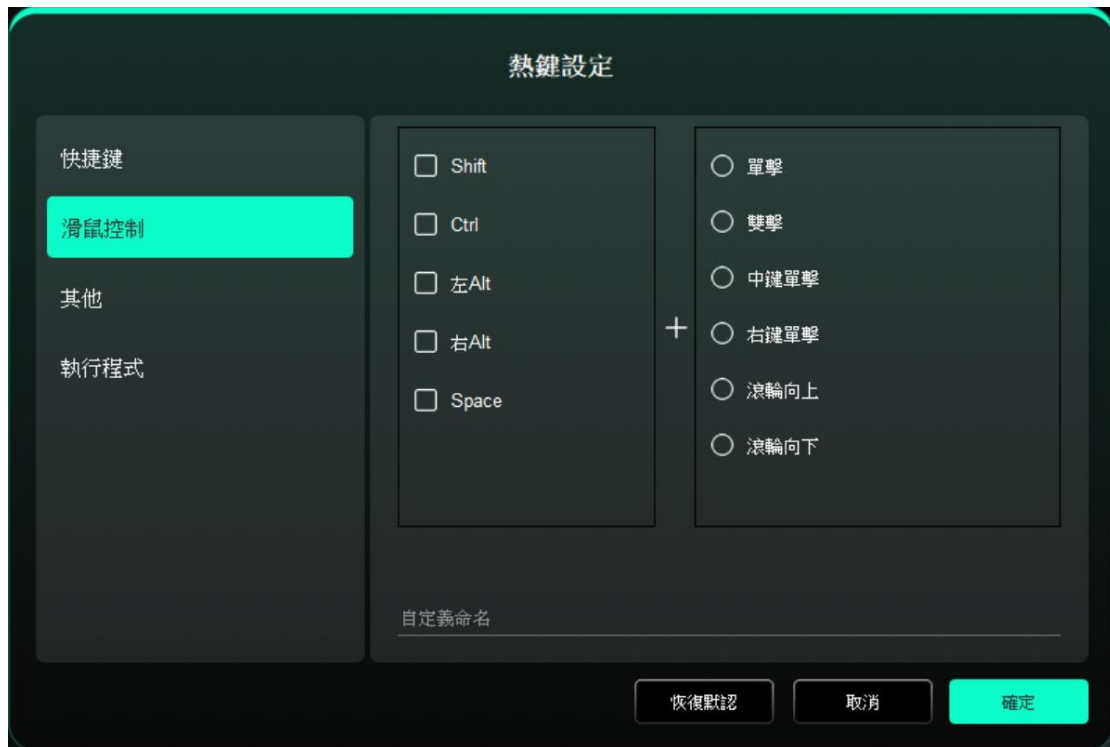 熱鍵設定
快捷鍵
滑鼠控制
其他
執行程式
Shift
Ctrl
左Alt
右Alt
Space
+
單擊
雙擊
中鍵單擊
右鍵單擊
滾輪向上
滾輪向下
自定義命名
恢復默認
取消
確定